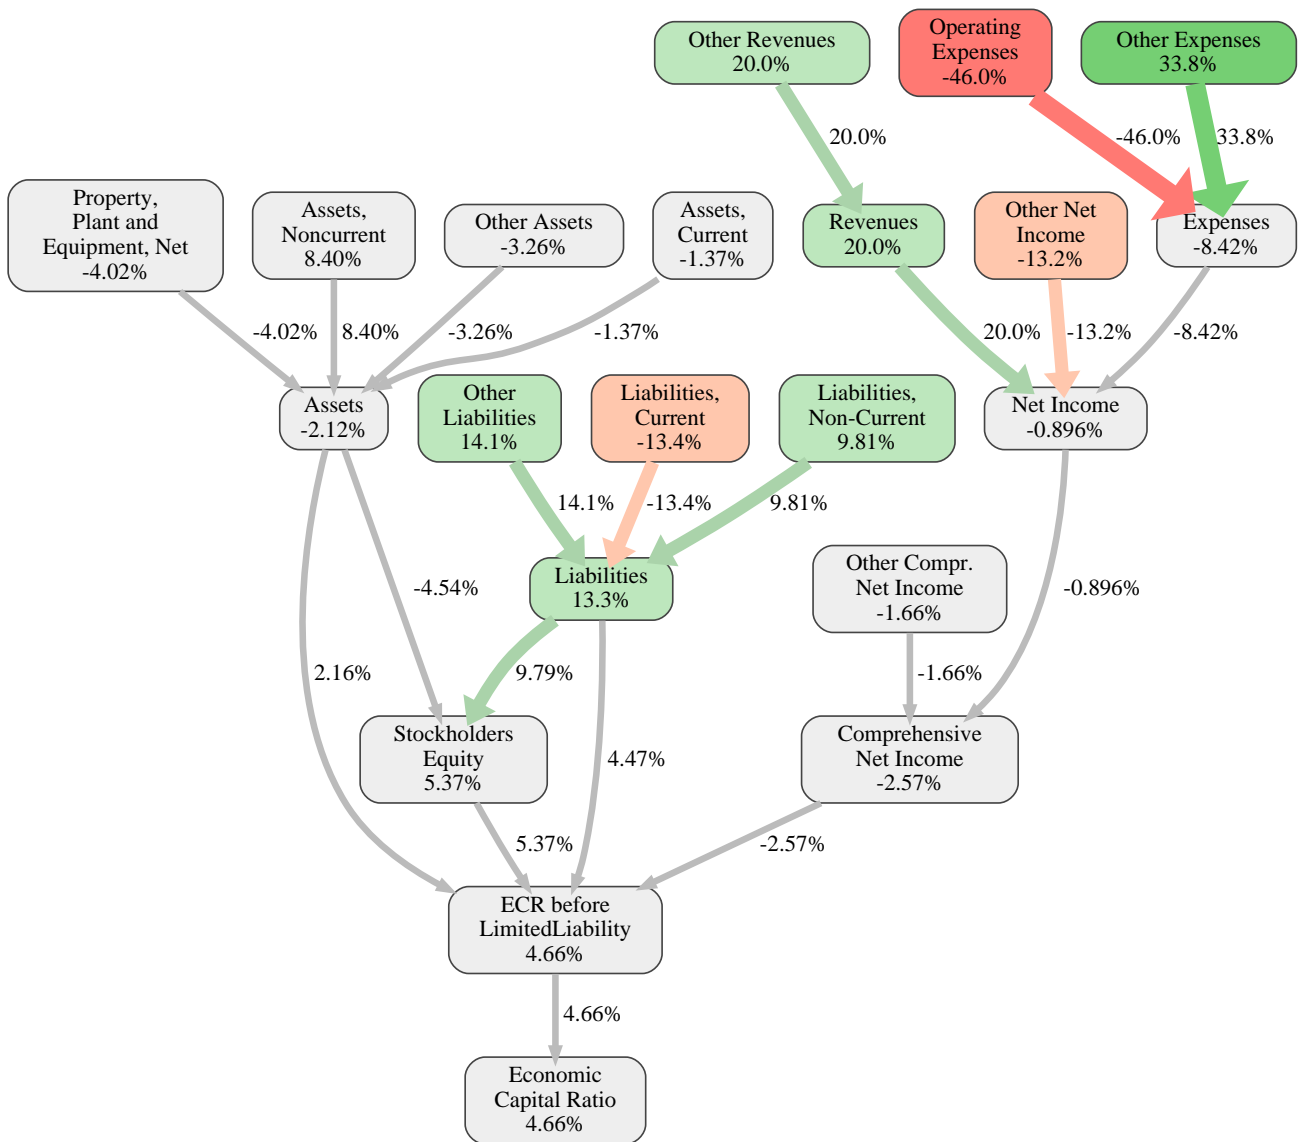 Other Revenues
20.0%
Operating
Expenses
-46.0%
Other Expenses
33.8%
20.0%
-46.0%
33.8%
Property,
Plant and
Equipment, Net
-4.02%
Assets,
Noncurrent
8.40%
Other Assets
-3.26%
Assets,
Current
-1.37%
Revenues
20.0%
Other Net
Income
-13.2%
Expenses
-8.42%
-4.02%
8.40%
-3.26%
-1.37%
20.0%
-13.2%
-8.42%
Assets
-2.12%
Other
Liabilities
14.1%
Liabilities,
Current
-13.4%
Liabilities,
Non-Current
9.81%
Net Income
-0.896%
14.1%
-13.4%
9.81%
Liabilities
13.3%
Other Compr.
Net Income
-1.66%
-4.54%
-0.896%
2.16%
9.79%
-1.66%
Stockholders
Equity
5.37%
4.47%
Comprehensive
Net Income
-2.57%
5.37%
-2.57%
ECR before
LimitedLiability
4.66%
4.66%
Economic
Capital Ratio
4.66%